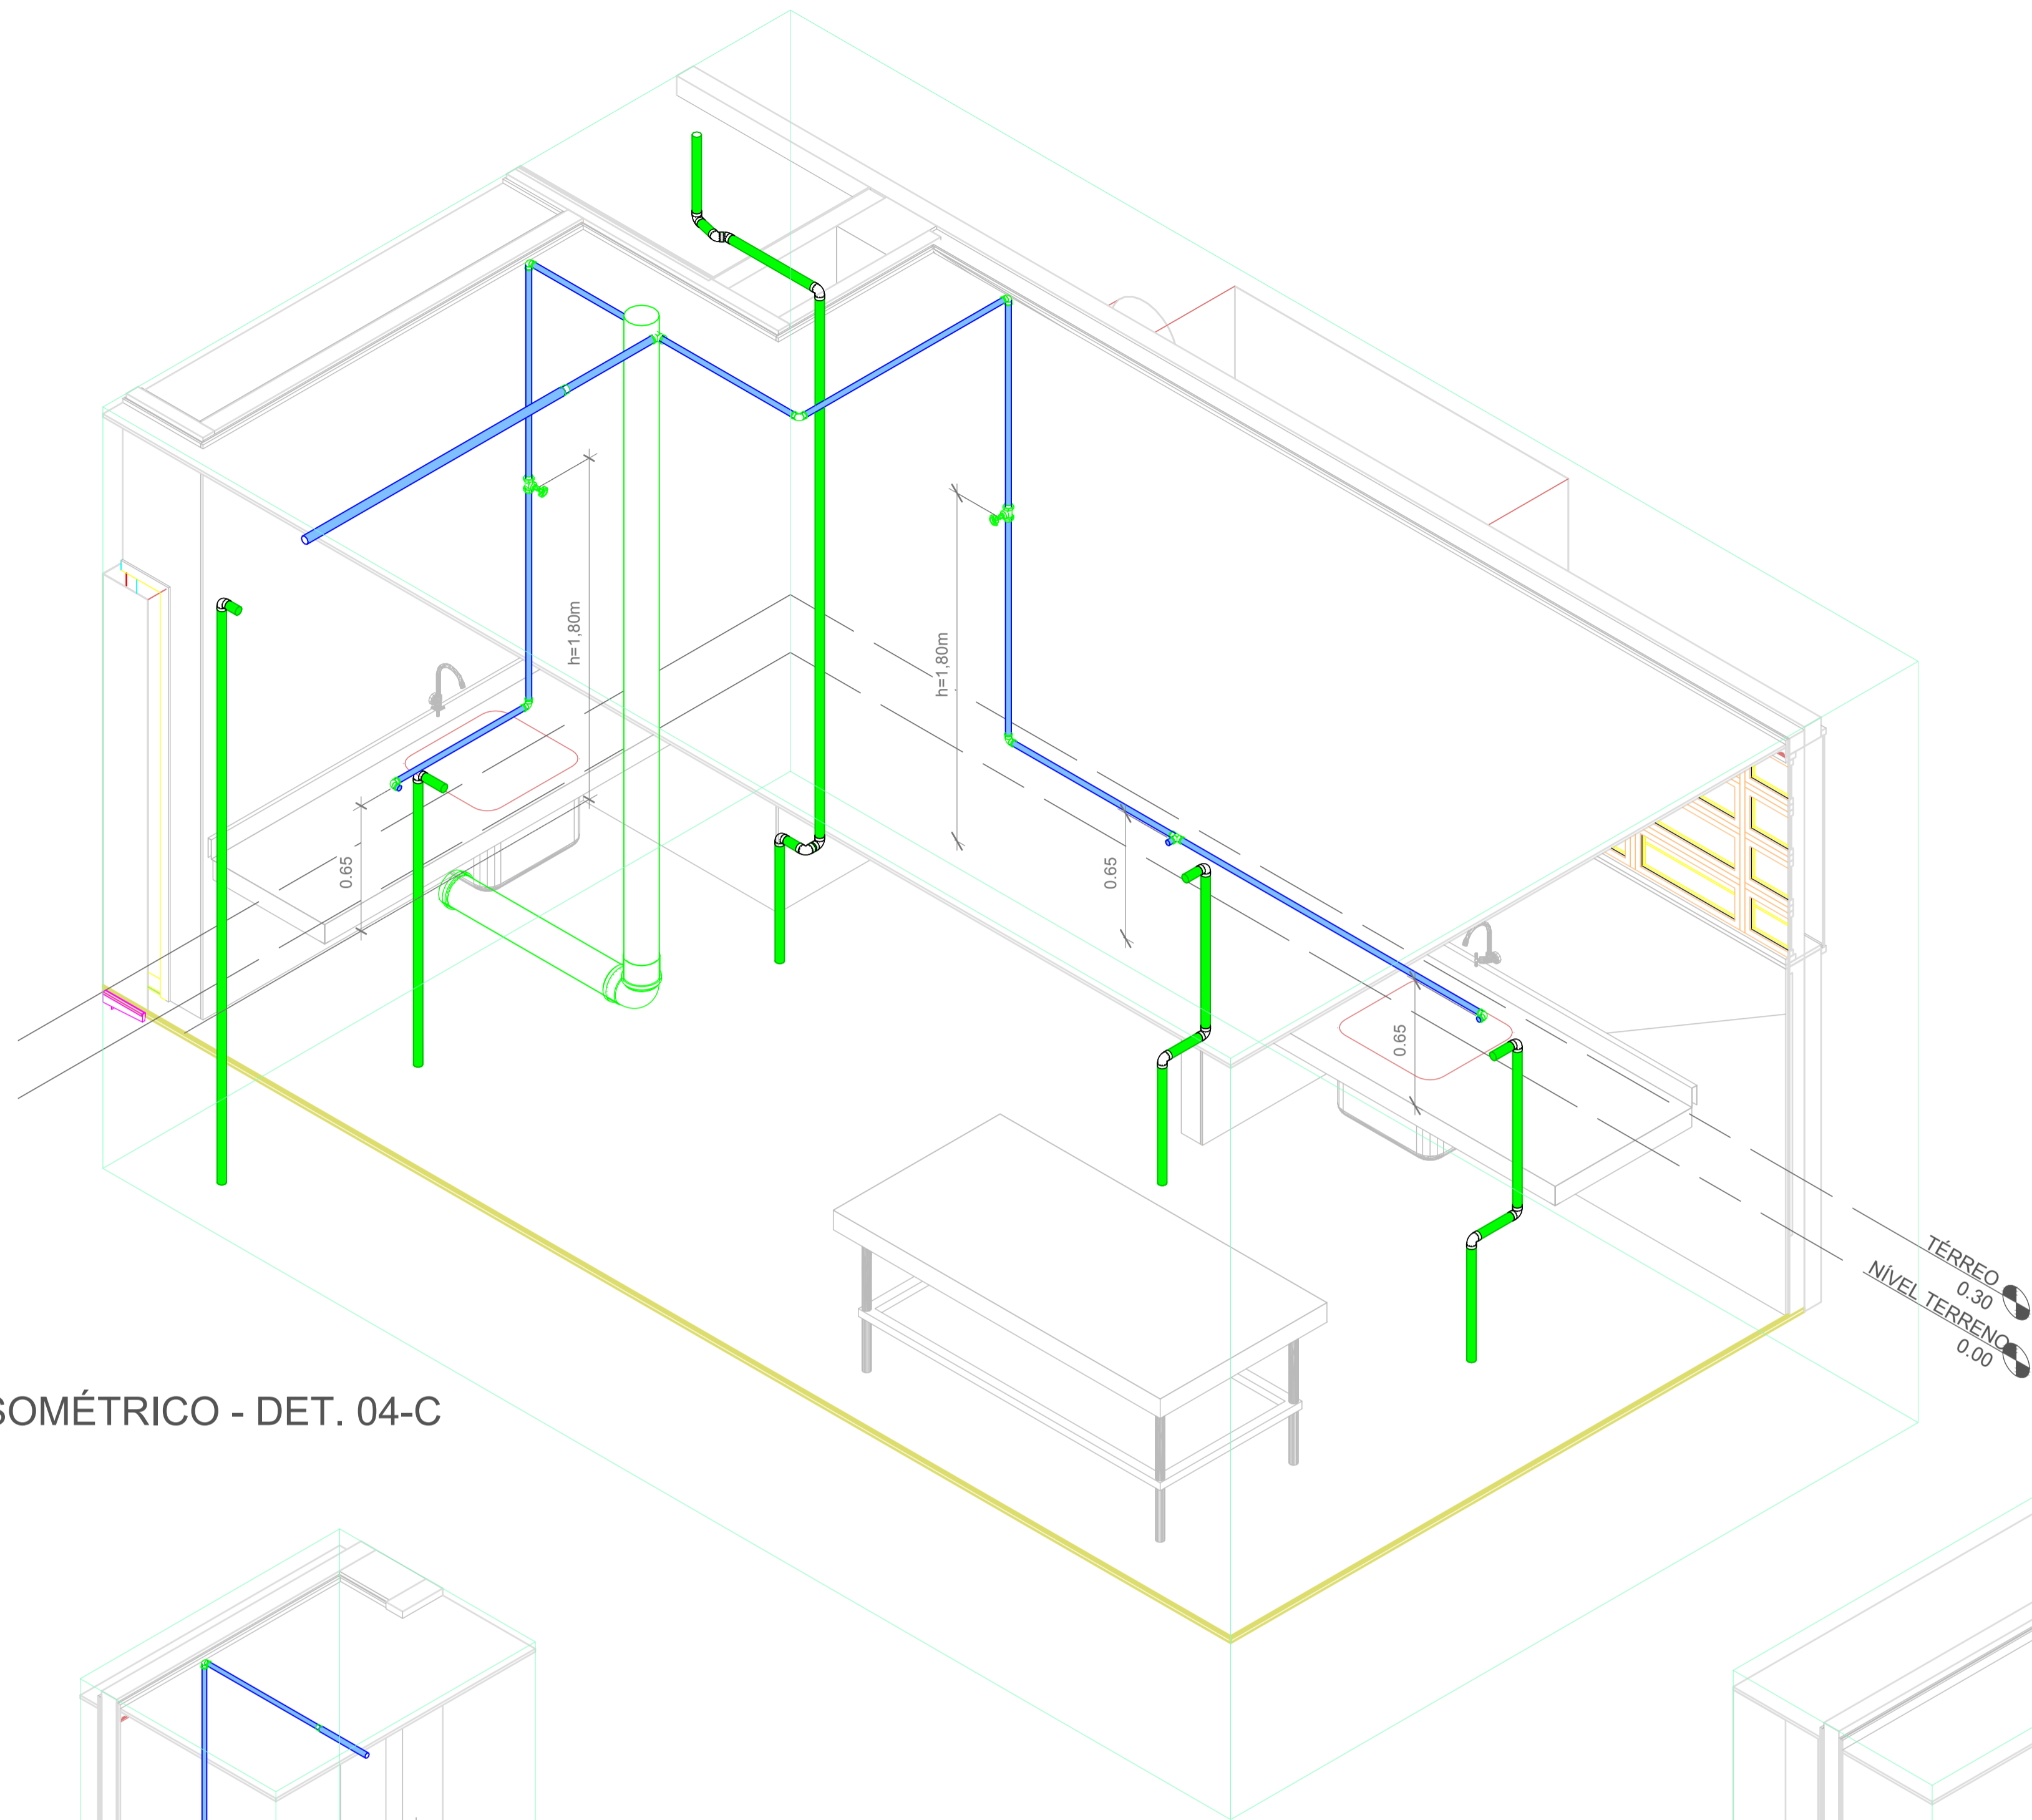 h=1,80m
h=1,80m
0.65
0.65
0.65
TÉRREO
0.30
NÍVEL TERRENO
0.00
SOMÉTRICO - DET. 04-C